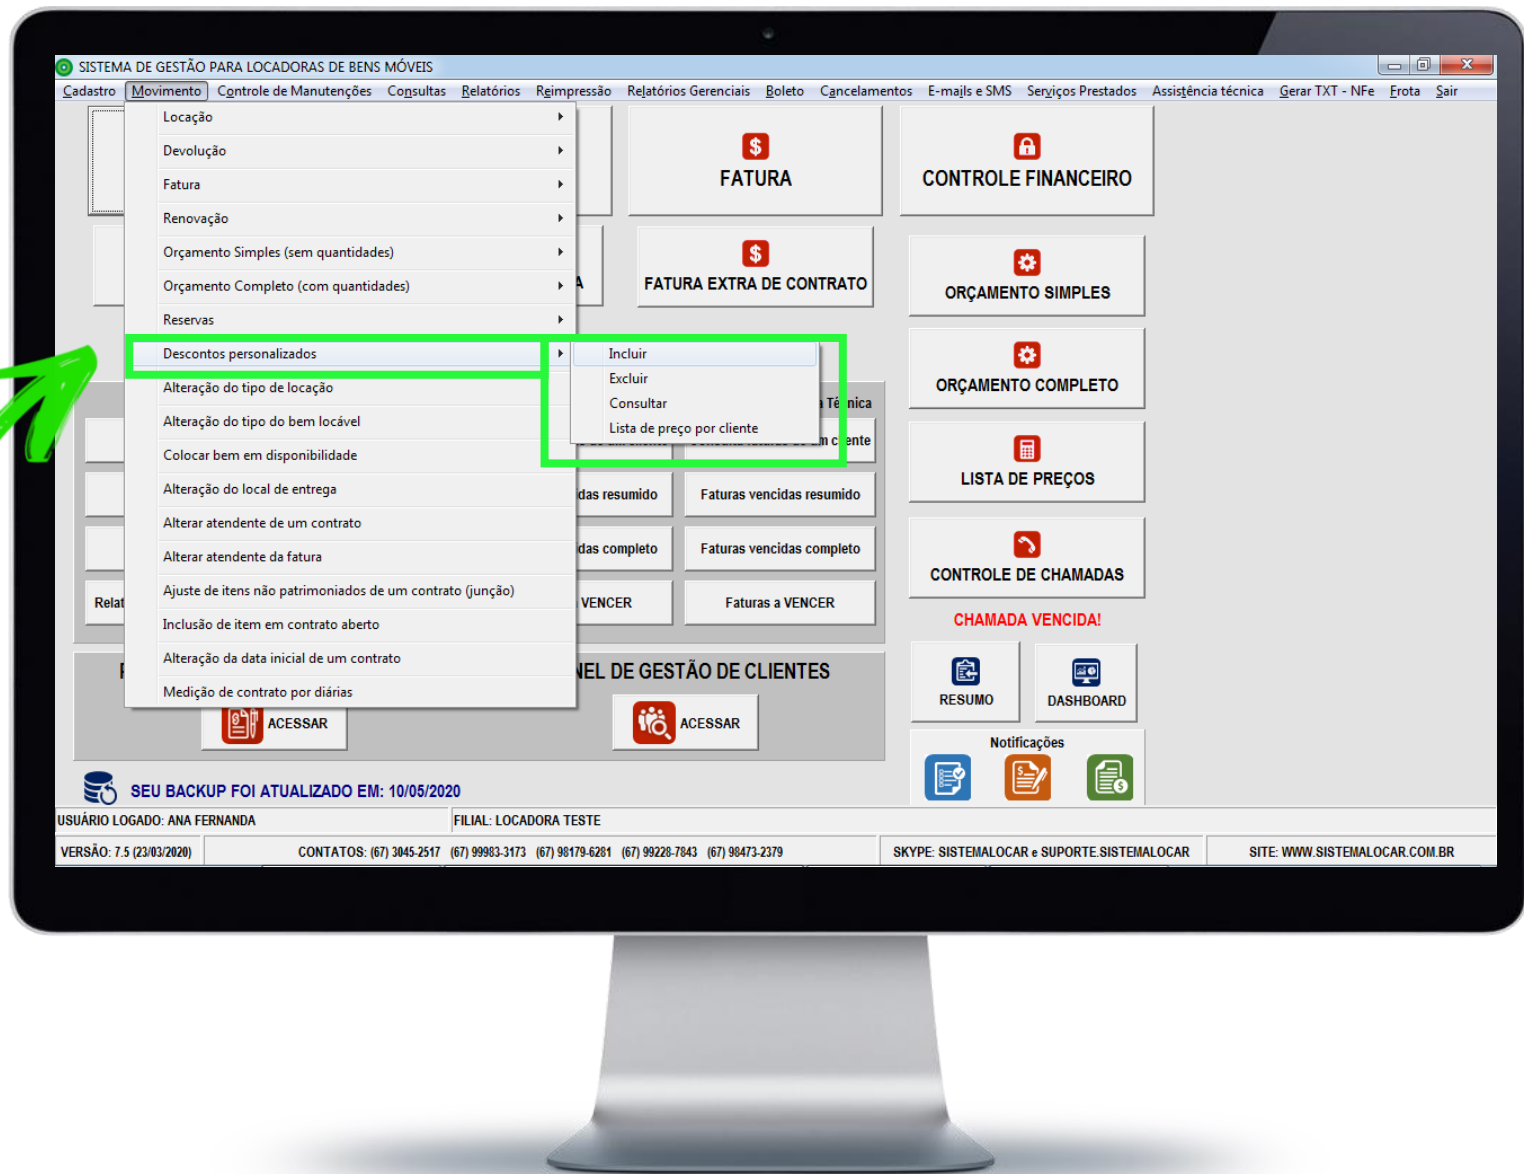 SISTEMA DE GESTÃO PARA LOCADORAS DE BENS MÓVEIS
Cadastro Movimento Controle de Manutenções Consultas Relatórios Reimpressão Relatórios Gerenciais Boleto Cancelamentos E-mails e SMS Serviços Prestados Assistência técnica Gerar TXT - NFe Frota Sair
Locação
Devolução
Fatura
Renovação
Orçamento Simples (sem quantidades)
Orçamento Completo (com quantidades)
Reservas
Descontos personalizados
Alteração do tipo de locação
Alteração do tipo do bem locável
Colocar bem em disponibilidade
Alteração do local de entrega
Alterar atendente de um contrato
Alterar atendente da fatura
Ajuste de itens não patrimoniados de um contrato (junção)
Inclusão de item em contrato aberto
Alteração da data inicial de um contrato
Medição de contrato por diárias
Incluir
Excluir
Consultar
Lista de preço por cliente
FATURA
CONTROLE FINANCEIRO
A
FATURA EXTRA DE CONTRATO
ORÇAMENTO SIMPLES
ORÇAMENTO COMPLETO
LISTA DE PREÇOS
CONTROLE DE CHAMADAS
CHAMADA VENCIDA!
Técnica
das resumido
Faturas vencidas resumido
das completo
Faturas vencidas completo
Relat
VENCER
Faturas a VENCER
NEL DE GESTÃO DE CLIENTES
ACESSAR
ACESSAR
RESUMO
DASHBOARD
Notificações
SEU BACKUP FOI ATUALIZADO EM: 10/05/2020
USUÁRIO LOGADO: ANA FERNANDA
FILIAL: LOCADORA TESTE
VERSÃO: 7.5 (23/03/2020)
CONTATOS: (67) 3045-2517 (67) 99983-3173 (67) 98179-6281 (67) 99228-7843 (67) 98473-2379
SKYPE: SISTEMALOCAR e SUPORTE.SISTEMALOCAR
SITE: WWW.SISTEMALOCAR.COM.BR